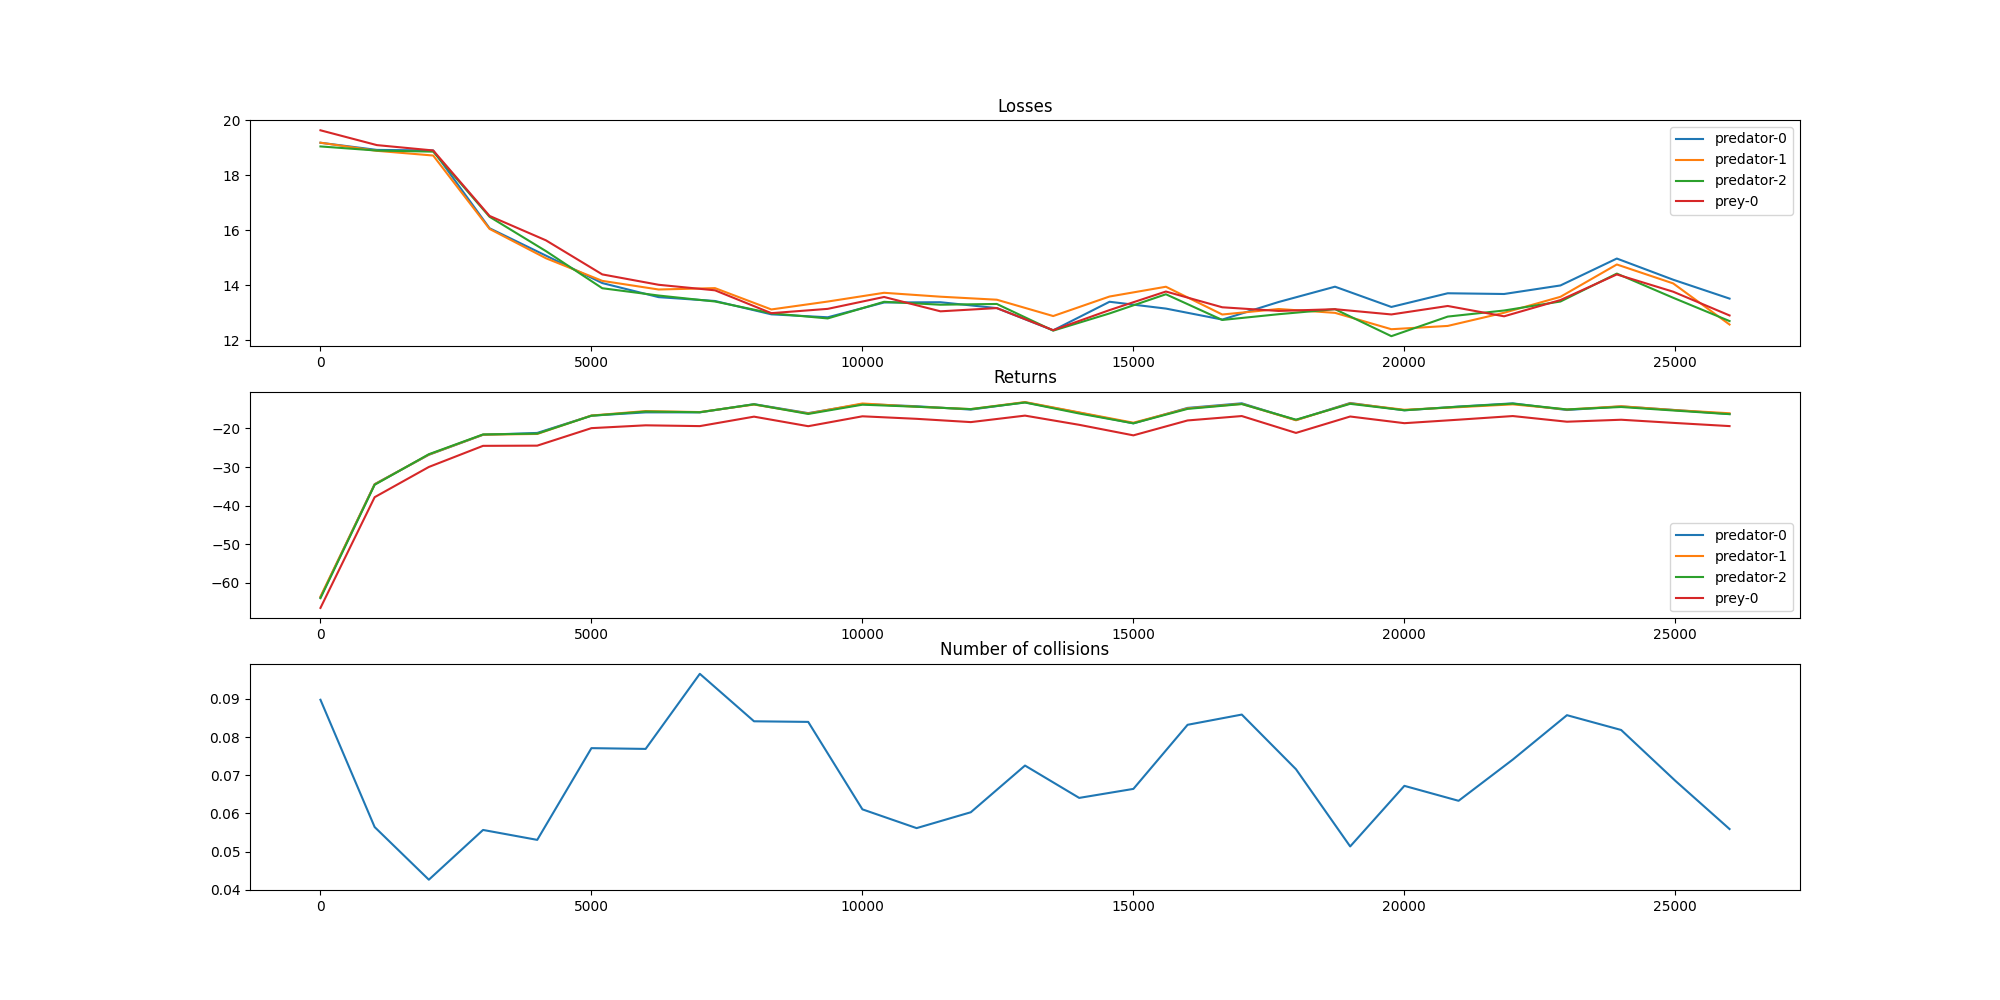 Losses
20
18
16
14
12
predator-0
predator-1
predator-2
prey-0
0 5000 10000 15000 20000 25000
Returns
−20
−30
−40
−50
−60
predator-0
predator-1
predator-2
prey-0
0 5000 10000 15000 20000 25000
Number of collisions
0.09
0.08
0.07
0.06
0.05
0.04
0 5000 10000 15000 20000 25000